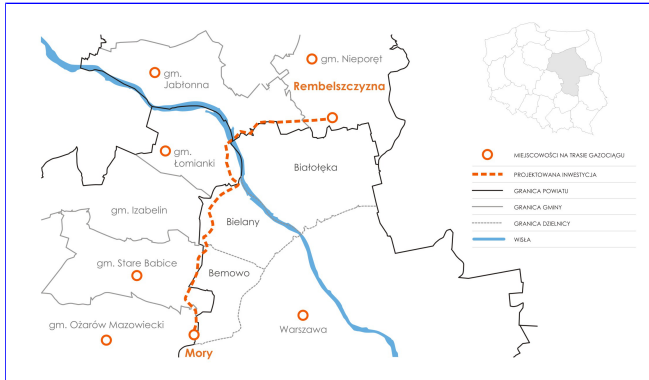 gm. Nieporęt
gm.
Jabłonna
Rembelszczyzna
gm.
Łomianki
Białołęka
gm. Izabelin
Bielany
gm. Stare Babice
Bemowo
gm. Ożarów Mazowiecki
Warszawa
Mory
MIEJSCOWOŚCI NA TRASIE GAZOCIĄGU
PROJEKTOWANA INWESTYCJA
GRANICA POWIATU
GRANICA GMINY
GRANICA DZIELNICY
WISŁA